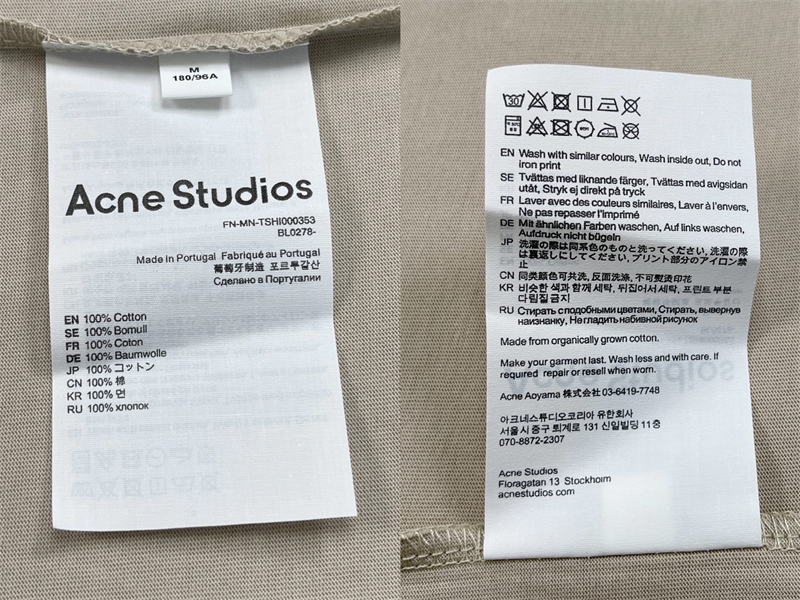 M
180/96A
Acne Studios
FN-MN-TSHI000353
BL0278-
Made in Portugal Fabriqué au Portugal
葡萄牙制造 포르투갈산
Сделано в Португалии
EN 100% Cotton
SE 100% Bomull
FR 100% Coton
DE 100% Baumwolle
JP 100% コットン
CN 100% 棉
KR 100% 면
RU 100% хлопок
30
EN Wash with similar colours, Wash inside out, Do not
iron print
SE Tvättas med liknande färger, Tvättas med avigsidan
utåt, Stryk ej direkt på tryck
FR Laver avec des couleurs similaires, Laver à l'envers,
Ne pas repasser l'imprimé
DE Mit ähnlichen Farben waschen, Auf links waschen,
Aufdruck nicht bügeln
JP 洗濯の際は同系色のものと洗ってください, 洗濯の際
は裏返しにしてください, プリント部分のアイロン禁
止
CN 同类颜色可共洗, 反面洗涤, 不可熨烫印花
KR 비슷한 색과 함께 세탁, 뒤집어서 세탁, 프린트 부분
다림질 금지
RU Стирать с подобными цветами, Стирать, вывернув
наизнанку, Не гладить набивной рисунок
Made from organically grown cotton.
Make your garment last. Wash less and with care. If
required repair or resell when worn.
Acne Aoyama 株式会社 03-6419-7748
아크네스튜디오코리아 유한회사
서울시 중구 퇴계로 131 신일빌딩 11층
070-8872-2307
Acne Studios
Floragatan 13 Stockholm
acnestudios com